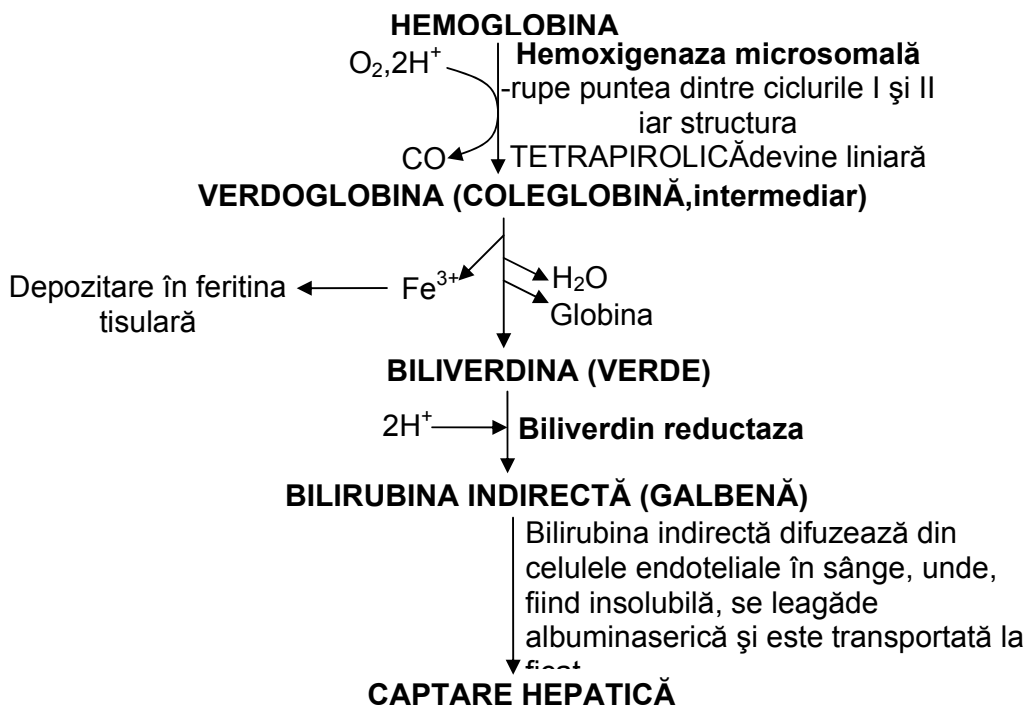 HEMOGLOBINA
O2,2H+
Hemoxigenaza microsomală
-rupe puntea dintre ciclurile I şi II
iar structura
CO
TETRAPIROLICĂdevine liniară
VERDOGLOBINA (COLEGLOBINĂ,intermediar)
Depozitare în feritina
tisulară
Fe3+
H2O
Globina
BILIVERDINA (VERDE)
2H+
Biliverdin reductaza
BILIRUBINA INDIRECTĂ (GALBENĂ)
Bilirubina indirectă difuzează din
celulele endoteliale în sânge, unde,
fiind insolubilă, se leagăde
albuminaserică şi este transportată la
ficat
CAPTARE HEPATICĂ